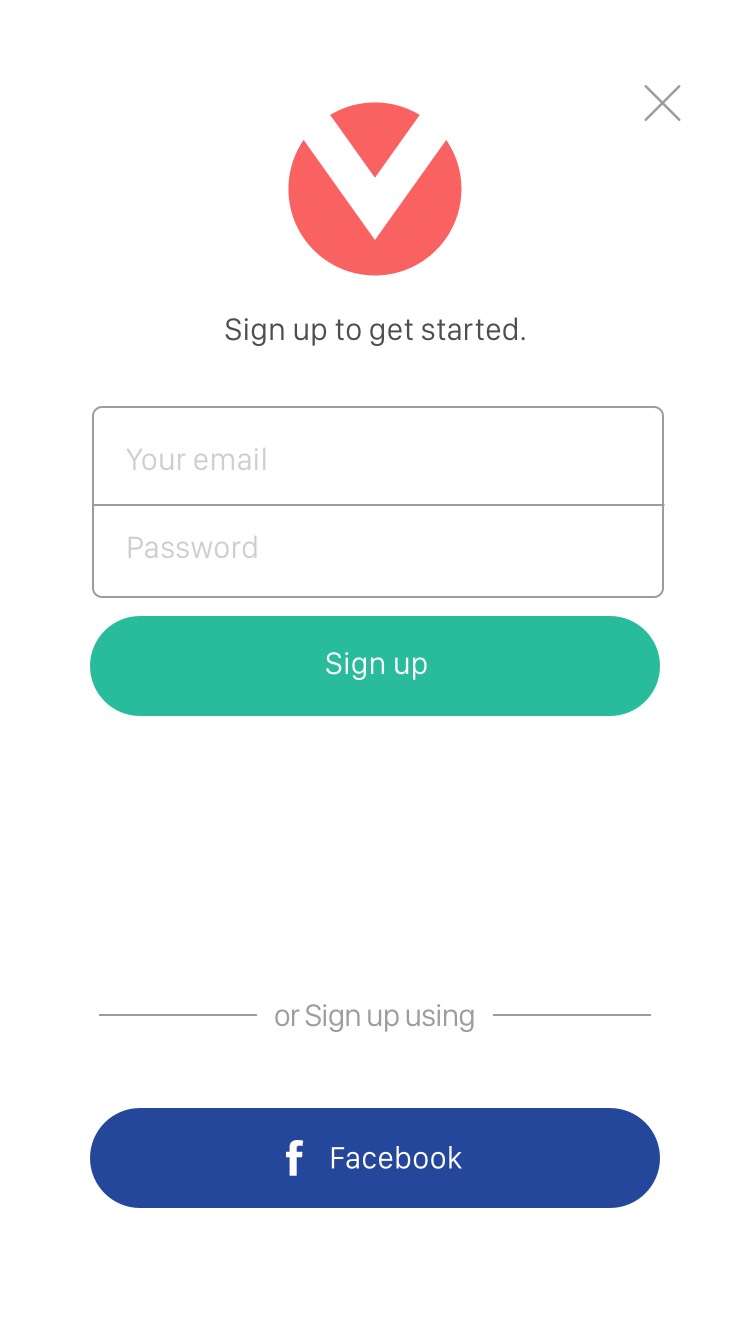 Sign up to get started.
Your email
Password
Sign up
or Sign up using
f Facebook